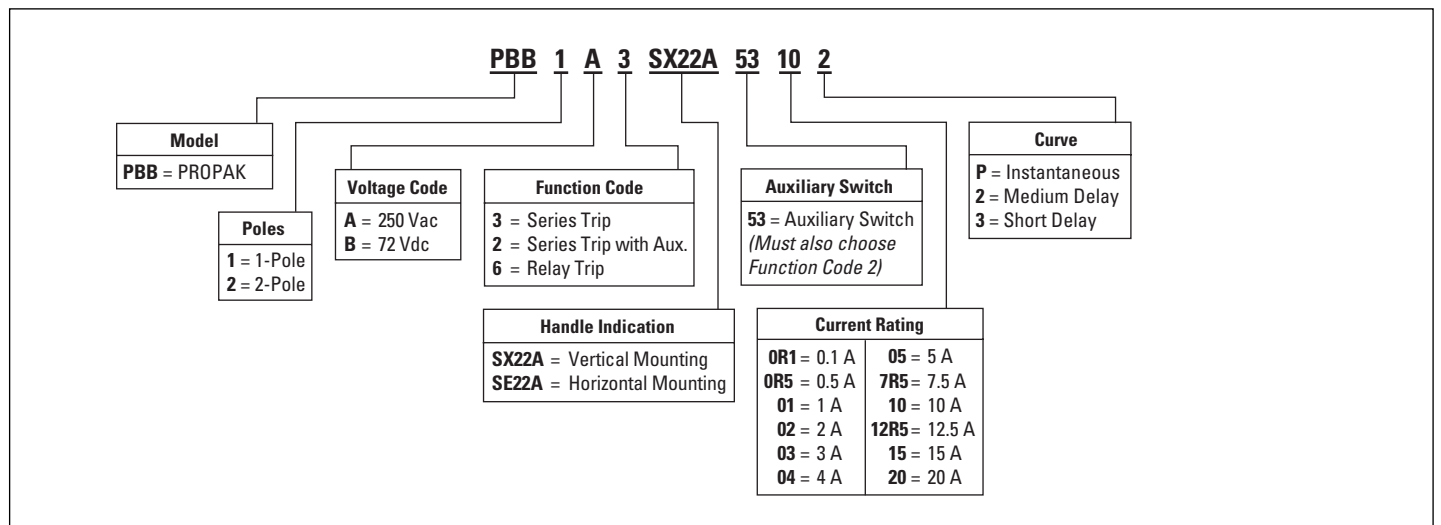 PBB 1 A 3 SX22A 53 10 2
Model
PBB = PROPAK
Poles
1 = 1-Pole
2 = 2-Pole
Voltage Code
A = 250 Vac
B = 72 Vdc
Function Code
3 = Series Trip
2 = Series Trip with Aux.
6 = Relay Trip
Handle Indication
SX22A = Vertical Mounting
SE22A = Horizontal Mounting
Auxiliary Switch
53 = Auxiliary Switch
(Must also choose
Function Code 2)
Current Rating
0R1 = 0.1 A
0R5 = 0.5 A
01 = 1 A
02 = 2 A
03 = 3 A
04 = 4 A
05 = 5 A
7R5 = 7.5 A
10 = 10 A
12R5 = 12.5 A
15 = 15 A
20 = 20 A
Curve
P = Instantaneous
2 = Medium Delay
3 = Short Delay